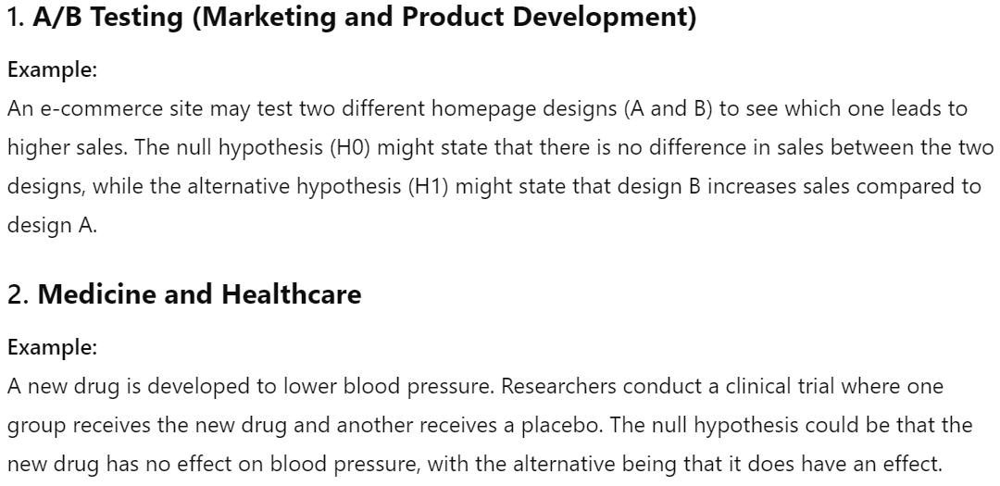 1. A/B Testing (Marketing and Product Development)
Example:
An e-commerce site may test two different homepage designs (A and B) to see which one leads to
higher sales. The null hypothesis (H0) might state that there is no difference in sales between the two
designs, while the alternative hypothesis (H1) might state that design B increases sales compared to
design A.
2. Medicine and Healthcare
Example:
A new drug is developed to lower blood pressure. Researchers conduct a clinical trial where one
group receives the new drug and another receives a placebo. The null hypothesis could be that the
new drug has no effect on blood pressure, with the alternative being that it does have an effect.